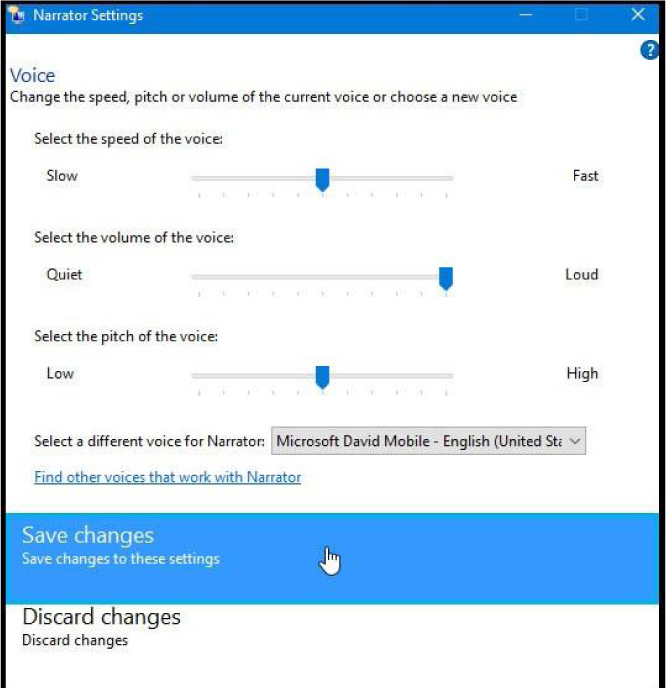 Narrator Settings
?
Voice
Change the speed, pitch or volume of the current voice or choose a new voice
Select the speed of the voice:
Slow Fast
Select the volume of the voice:
Quiet Loud
Select the pitch of the voice:
Low High
Select a different voice for Narrator: Microsoft David Mobile - English (United Sta
Find other voices that work with Narrator
Save changes
Save changes to these settings
Discard changes
Discard changes